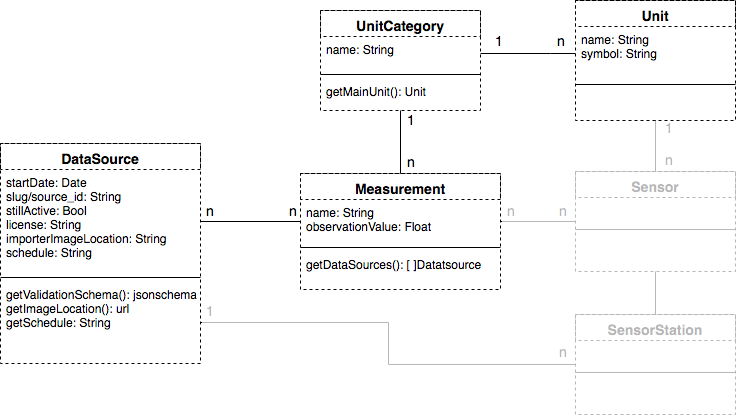 UnitCategory
name: String
getMainUnit(): Unit
1
n
Unit
name: String
symbol: String
1
n
1
n
DataSource
startDate: Date
slug/source_id: String
stillActive: Bool
license: String
importerImageLocation: String
schedule: String
getValidationSchema(): jsonschema
getImageLocation(): url
getSchedule: String
n
n
Measurement
name: String
observationValue: Float
getDataSources(): [ ]Datatsource
n
n
Sensor
1
n
SensorStation